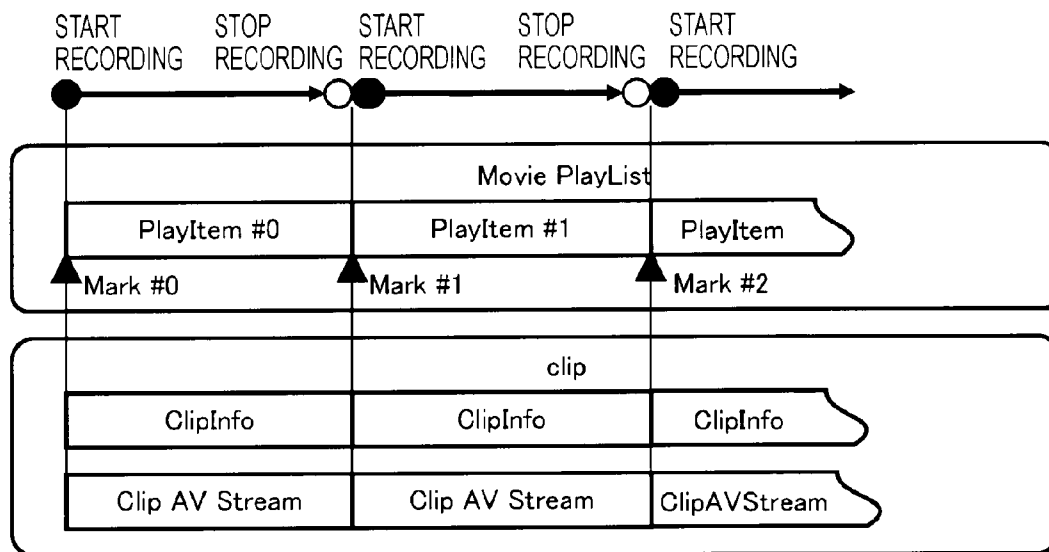 START RECORDING
STOP RECORDING
START RECORDING
STOP RECORDING
START RECORDING
Movie PlayList
PlayItem #0
PlayItem #1
PlayItem
Mark #0
Mark #1
Mark #2
clip
ClipInfo
ClipInfo
ClipInfo
Clip AV Stream
Clip AV Stream
ClipAVStream